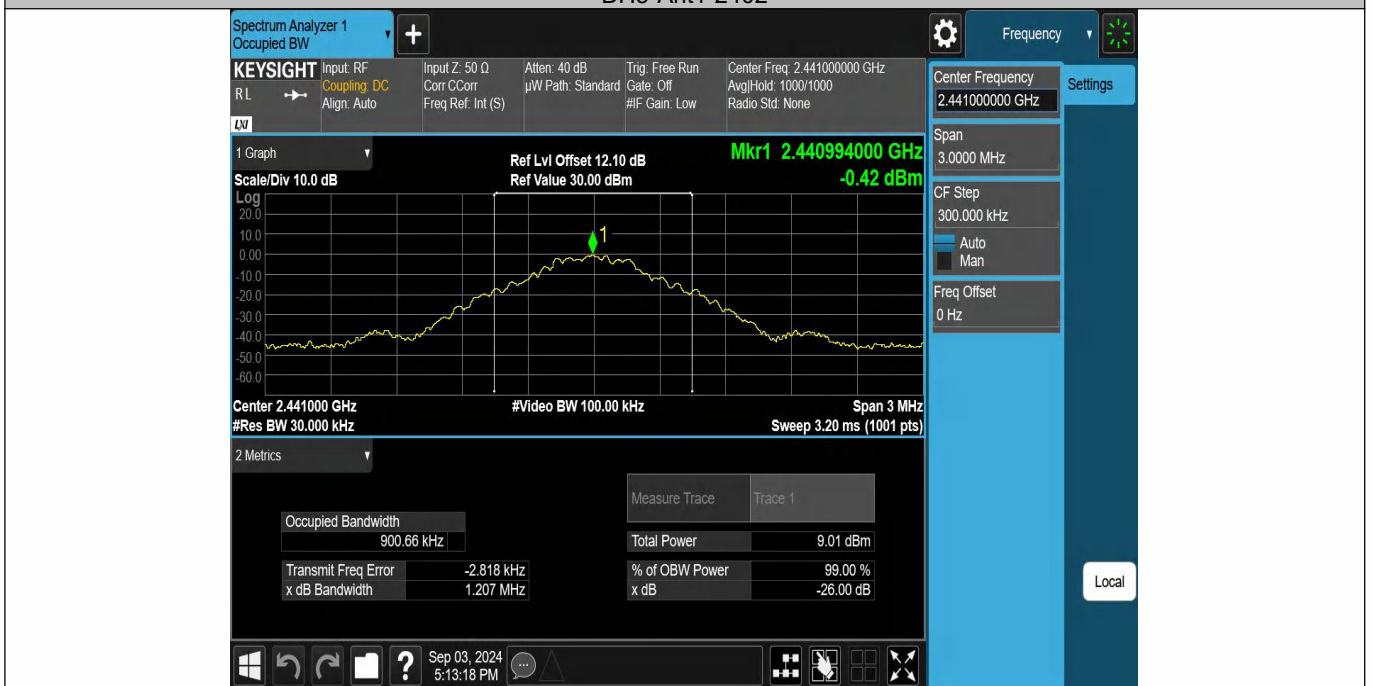 Spectrum Analyzer 1
Occupied BW
Frequency
KEYSIGHT
R L
LXI
Input: RF
Coupling: DC
Align: Auto
Input Z: 50 Ω
Corr CCorr
Freq Ref: Int (S)
Atten: 40 dB
µW Path: Standard
Trig: Free Run
Gate: Off
#IF Gain: Low
Center Freq: 2.441000000 GHz
Avg|Hold: 1000/1000
Radio Std: None
Center Frequency
2.441000000 GHz
Settings
Span
3.0000 MHz
CF Step
300.000 kHz
Auto
Man
Freq Offset
0 Hz
Local
1 Graph
Scale/Div 10.0 dB
Ref Lvl Offset 12.10 dB
Ref Value 30.00 dBm
Mkr1 2.440994000 GHz
-0.42 dBm
Log
20.0
10.0
0.00
-10.0
-20.0
-30.0
-40.0
-50.0
-60.0
1
Center 2.441000 GHz
#Res BW 30.000 kHz
#Video BW 100.00 kHz
Span 3 MHz
Sweep 3.20 ms (1001 pts)
2 Metrics
Measure Trace Trace 1
Occupied Bandwidth
900.66 kHz
Total Power 9.01 dBm
Transmit Freq Error -2.818 kHz
% of OBW Power 99.00 %
x dB Bandwidth 1.207 MHz
x dB -26.00 dB
Sep 03, 2024
5:13:18 PM